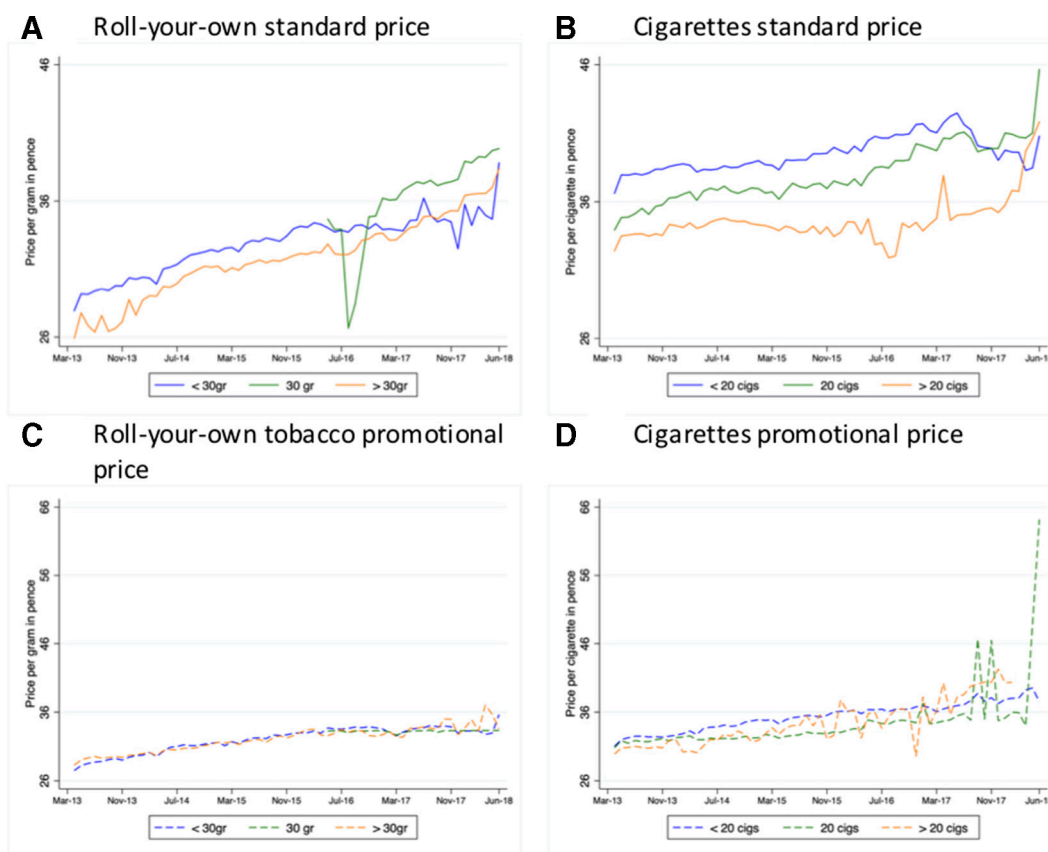 A Roll-your-own standard price
46
36
26
Price per gram in pence
Mar-13 Nov-13 Jul-14 Mar-15 Nov-15 Jul-16 Mar-17 Nov-17 Jun-18
< 30gr 30 gr > 30gr
B Cigarettes standard price
46
36
26
Price per cigarette in pence
Mar-13 Nov-13 Jul-14 Mar-15 Nov-15 Jul-16 Mar-17 Nov-17 Jun-1
< 20 cigs 20 cigs > 20 cigs
C Roll-your-own tobacco promotional
price
66
56
46
36
26
Price per gram in pence
Mar-13 Nov-13 Jul-14 Mar-15 Nov-15 Jul-16 Mar-17 Nov-17 Jun-18
< 30gr 30 gr > 30gr
D Cigarettes promotional price
66
56
46
36
26
Price per cigarette in pence
Mar-13 Nov-13 Jul-14 Mar-15 Nov-15 Jul-16 Mar-17 Nov-17 Jun-1
< 20 cigs 20 cigs > 20 cigs